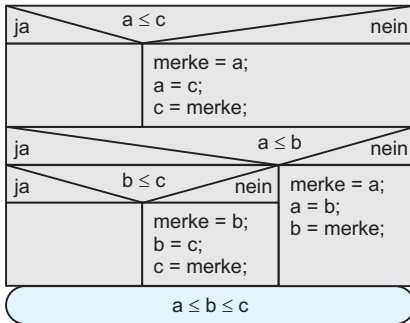 a ≤ c
ja
nein
merke = a;
a = c;
c = merke;
a ≤ b
ja
nein
b ≤ c
ja
nein
merke = b;
b = c;
c = merke;
merke = a;
a = b;
b = merke;
a ≤ b ≤ c